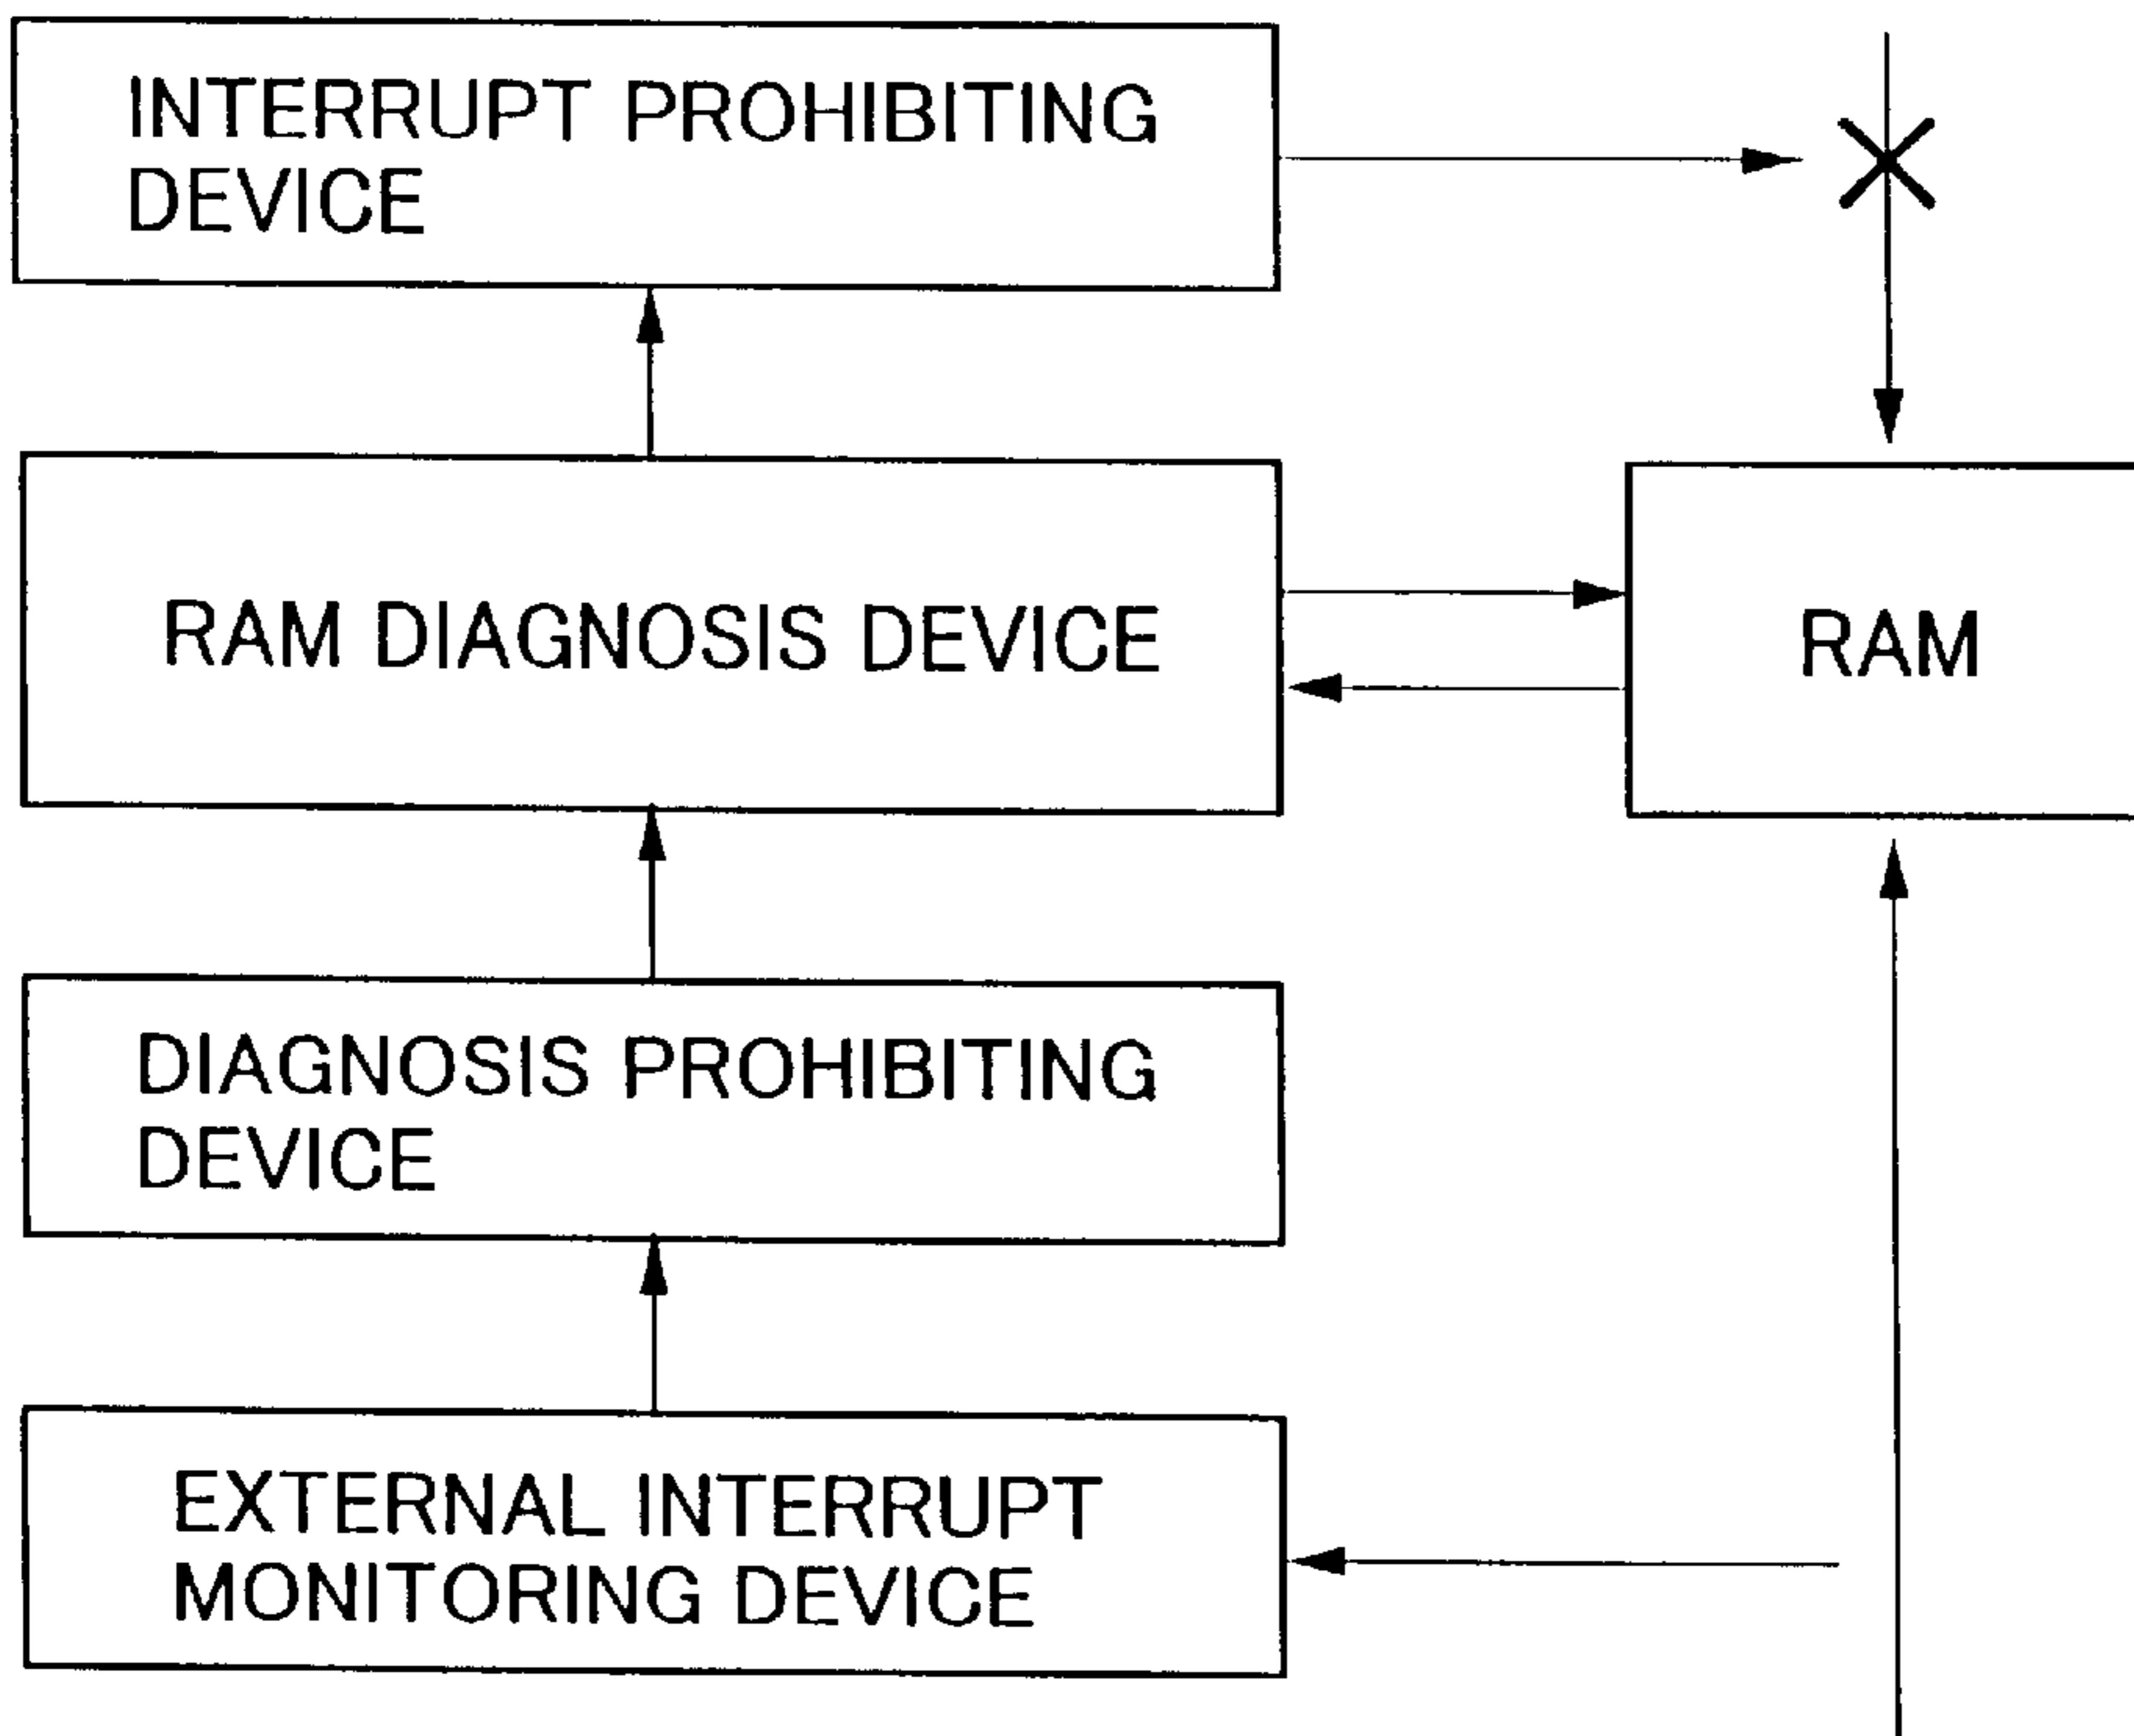 INTERRUPT PROHIBITING
DEVICE
RAM DIAGNOSIS DEVICE
RAM
DIAGNOSIS PROHIBITING
DEVICE
EXTERNAL INTERRUPT
MONITORING DEVICE